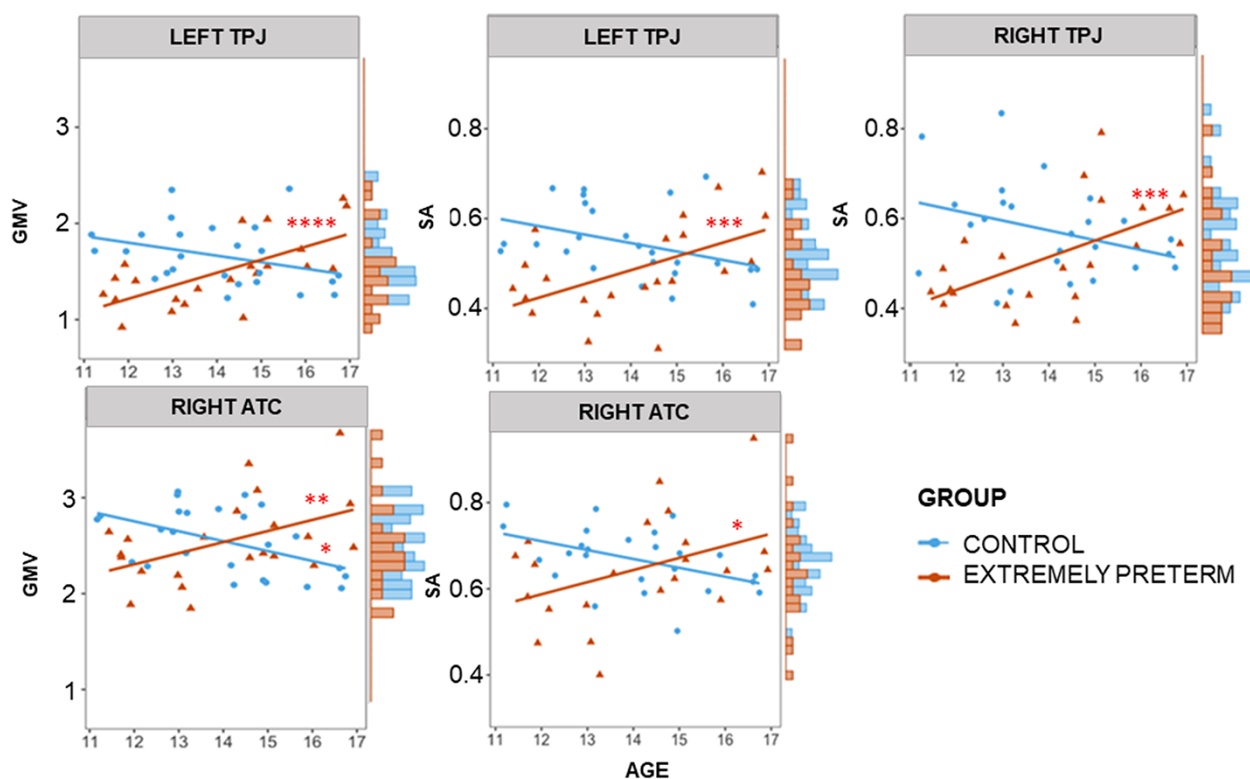 LEFT TPJ
GMV
3
2
1
****
11 12 13 14 15 16 17
LEFT TPJ
SA
0.8
0.6
0.4
***
11 12 13 14 15 16 17
RIGHT TPJ
SA
0.8
0.6
0.4
***
11 12 13 14 15 16 17
RIGHT ATC
GMV
3
2
1
**
*
11 12 13 14 15 16 17
RIGHT ATC
SA
0.8
0.6
0.4
*
11 12 13 14 15 16 17
AGE
GROUP
CONTROL
EXTREMELY PRETERM